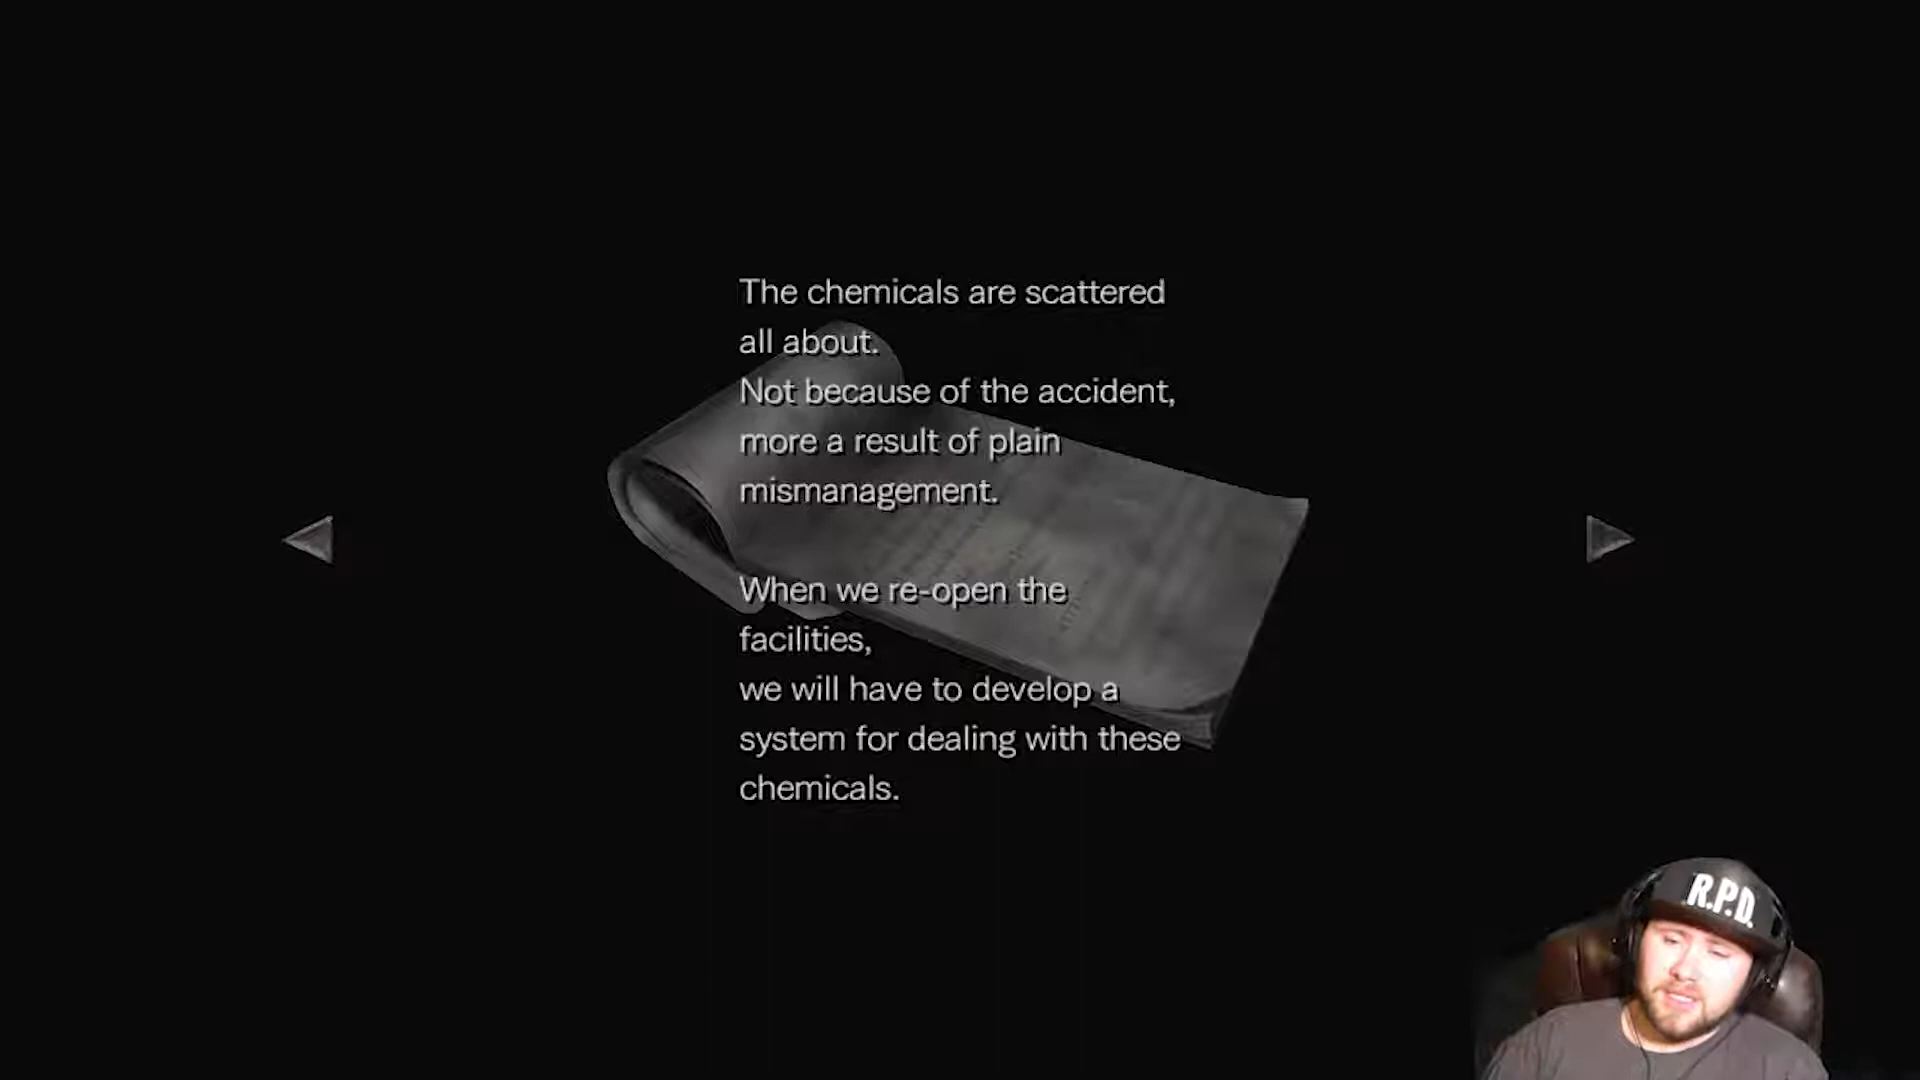 The chemicals are scattered
all about.
Not because of the accident,
more a result of plain
mismanagement.
When we re-open the
facilities,
we will have to develop a
system for dealing with these
chemicals.
R.P.D.